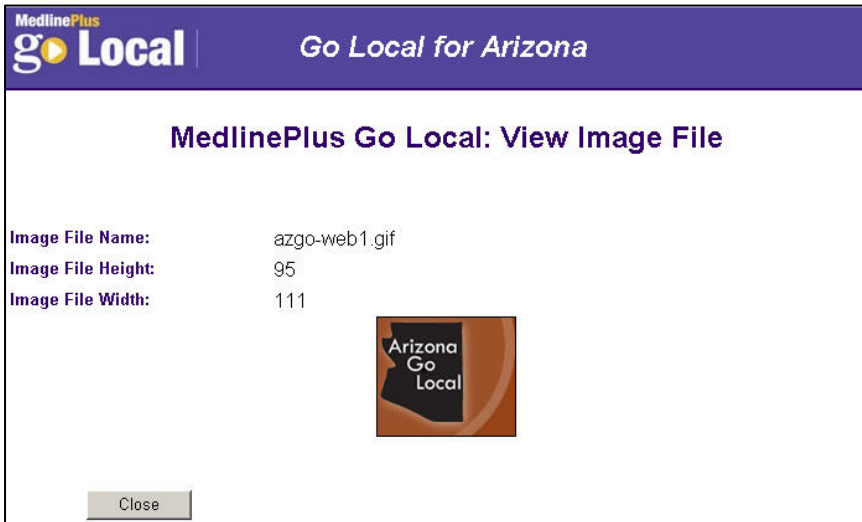 MedlinePlus
go Local
Go Local for Arizona
MedlinePlus Go Local: View Image File
Image File Name: azgo-web1.gif
Image File Height: 95
Image File Width: 111
Arizona
Go
Local
Close